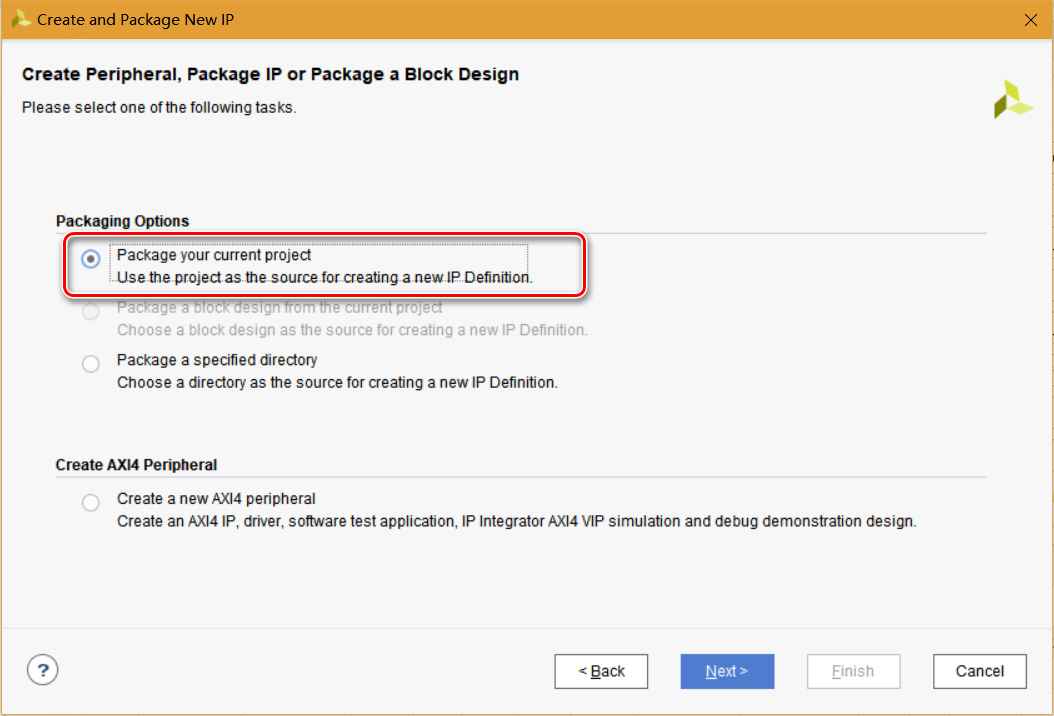 Create and Package New IP
Create Peripheral, Package IP or Package a Block Design
Please select one of the following tasks.
Packaging Options
Package your current project
Use the project as the source for creating a new IP Definition.
Package a block design from the current project
Choose a block design as the source for creating a new IP Definition.
Package a specified directory
Choose a directory as the source for creating a new IP Definition.
Create AXI4 Peripheral
Create a new AXI4 peripheral
Create an AXI4 IP, driver, software test application, IP Integrator AXI4 VIP simulation and debug demonstration design.
? < Back Next > Finish Cancel